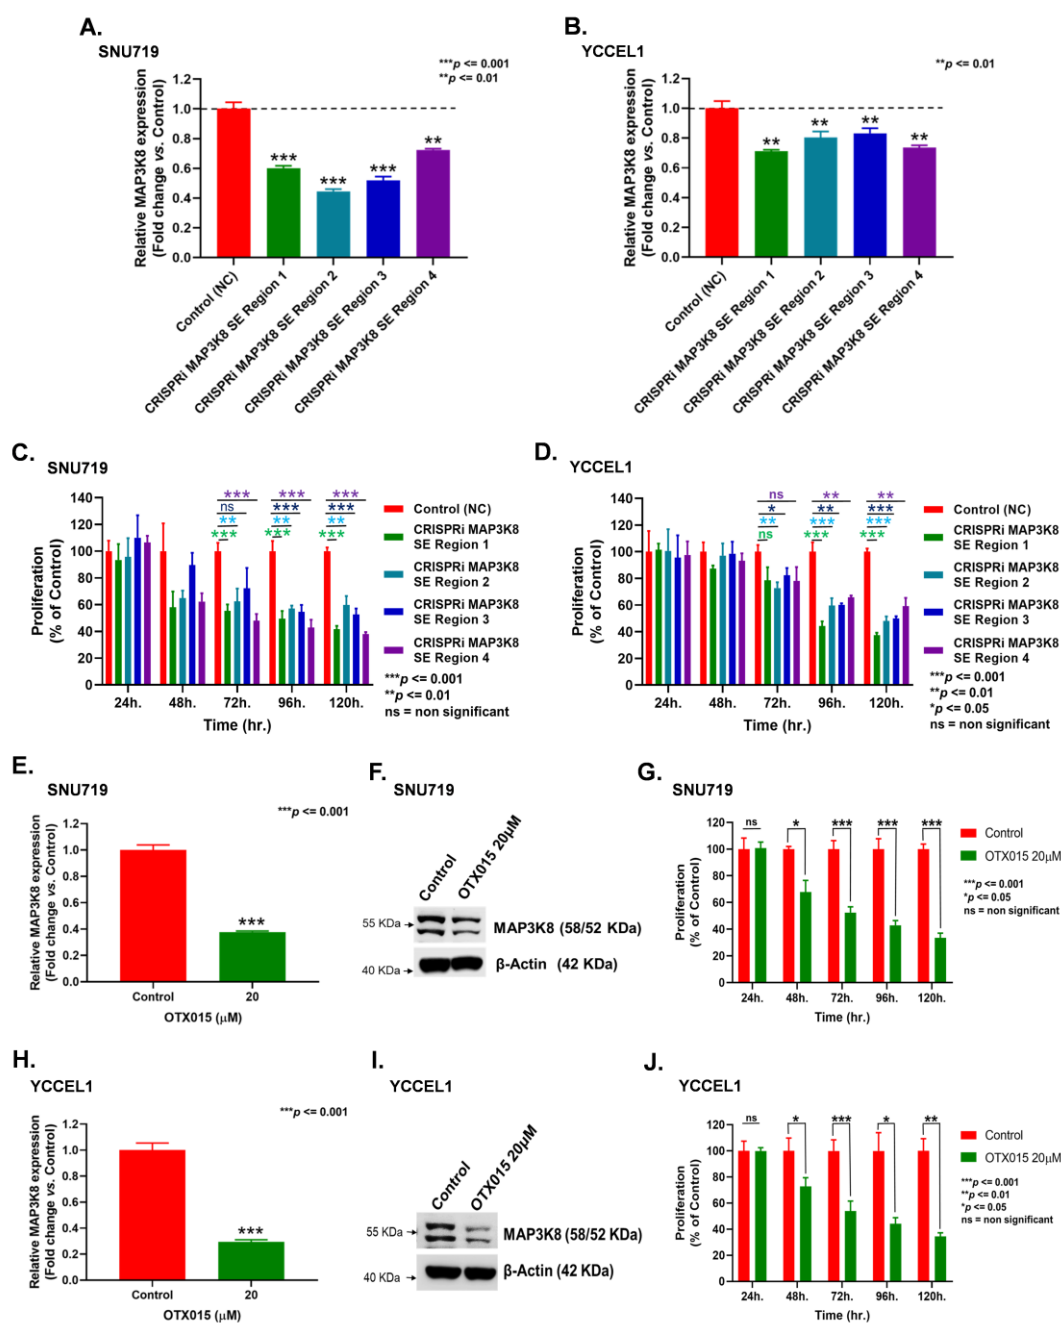 A.
SNU719
***p <= 0.001
**p <= 0.01
Relative MAP3K8 expression
(Fold change vs. Control)
1.2
1.0
0.8
0.6
0.4
0.2
0.0
***
***
***
**
Control (NC)
CRISPRi MAP3K8 SE Region 1
CRISPRi MAP3K8 SE Region 2
CRISPRi MAP3K8 SE Region 3
CRISPRi MAP3K8 SE Region 4
B.
YCCEL1
**p <= 0.01
Relative MAP3K8 expression
(Fold change vs. Control)
1.2
1.0
0.8
0.6
0.4
0.2
0.0
**
**
**
**
Control (NC)
CRISPRi MAP3K8 SE Region 1
CRISPRi MAP3K8 SE Region 2
CRISPRi MAP3K8 SE Region 3
CRISPRi MAP3K8 SE Region 4
C.
SNU719
Proliferation
(% of Control)
140
120
100
80
60
40
20
0
*** *** ***
ns *** ***
** ** **
*** *** ***
24h. 48h. 72h. 96h. 120h.
Time (hr.)
Control (NC)
CRISPRi MAP3K8
SE Region 1
CRISPRi MAP3K8
SE Region 2
CRISPRi MAP3K8
SE Region 3
CRISPRi MAP3K8
SE Region 4
***p <= 0.001
**p <= 0.01
ns = non significant
D.
YCCEL1
Proliferation
(% of Control)
140
120
100
80
60
40
20
0
ns ** **
* ** ***
** *** ***
ns *** ***
24h. 48h. 72h. 96h. 120h.
Time (hr.)
Control (NC)
CRISPRi MAP3K8
SE Region 1
CRISPRi MAP3K8
SE Region 2
CRISPRi MAP3K8
SE Region 3
CRISPRi MAP3K8
SE Region 4
***p <= 0.001
**p <= 0.01
*p <= 0.05
ns = non significant
E.
SNU719
***p <= 0.001
Relative MAP3K8 expression
(Fold change vs. Control)
1.2
1.0
0.8
0.6
0.4
0.2
0.0
***
Control 20
OTX015 (μM)
F.
SNU719
Control
OTX015 20μM
55 KDa
MAP3K8 (58/52 KDa)
40 KDa
β-Actin (42 KDa)
G.
SNU719
Proliferation
(% of Control)
120
100
80
60
40
20
0
ns * *** *** ***
24h. 48h. 72h. 96h. 120h.
Time (hr.)
Control
OTX015 20μM
***p <= 0.001
*p <= 0.05
ns = non significant
H.
YCCEL1
***p <= 0.001
Relative MAP3K8 expression
(Fold change vs. Control)
1.2
1.0
0.8
0.6
0.4
0.2
0.0
***
Control 20
OTX015 (μM)
I.
YCCEL1
Control
OTX015 20μM
55 KDa
MAP3K8 (58/52 KDa)
40 KDa
β-Actin (42 KDa)
J.
YCCEL1
Proliferation
(% of Control)
120
100
80
60
40
20
0
ns * *** * **
24h. 48h. 72h. 96h. 120h.
Time (hr.)
Control
OTX015 20μM
***p <= 0.001
**p <= 0.01
*p <= 0.05
ns = non significant